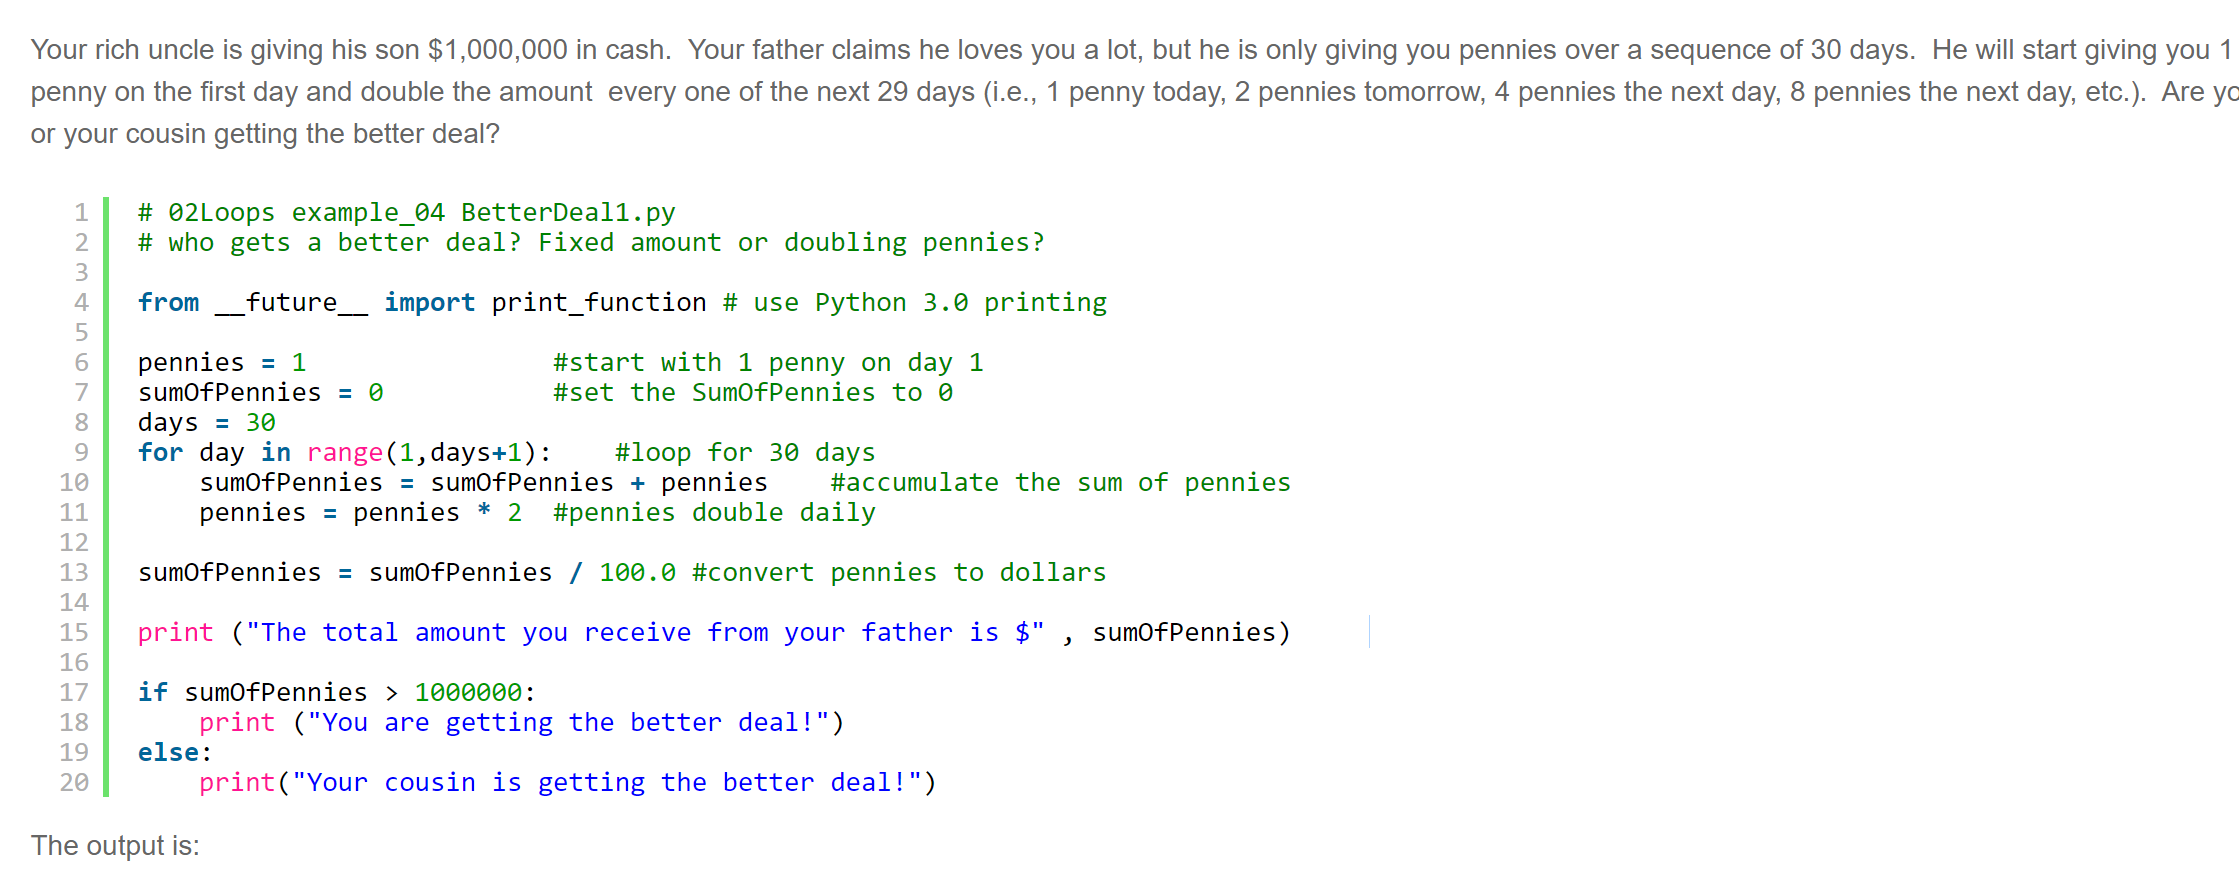 Your rich uncle is giving his son $1,000,000 in cash.  Your father claims he loves you a lot, but he is only giving you pennies over a sequence of 30 days.  He will start giving you 1
penny on the first day and double the amount  every one of the next 29 days (i.e., 1 penny today, 2 pennies tomorrow, 4 pennies the next day, 8 pennies the next day, etc.).  Are
or your cousin getting the better deal?
1 # 02Loops example_04 BetterDeal1.py
2 # who gets a better deal? Fixed amount or doubling pennies?
3
4 from __future__ import print_function # use Python 3.0 printing
5
6 pennies = 1                #start with 1 penny on day 1
7 sumOfPennies = 0           #set the SumOfPennies to 0
8 days = 30
9 for day in range(1,days+1):    #loop for 30 days
10     sumOfPennies = sumOfPennies + pennies    #accumulate the sum of pennies
11     pennies = pennies * 2  #pennies double daily
12
13 sumOfPennies = sumOfPennies / 100.0 #convert pennies to dollars
14
15 print ("The total amount you receive from your father is $" , sumOfPennies)
16
17 if sumOfPennies > 1000000:
18     print ("You are getting the better deal!")
19 else:
20     print("Your cousin is getting the better deal!")
The output is: